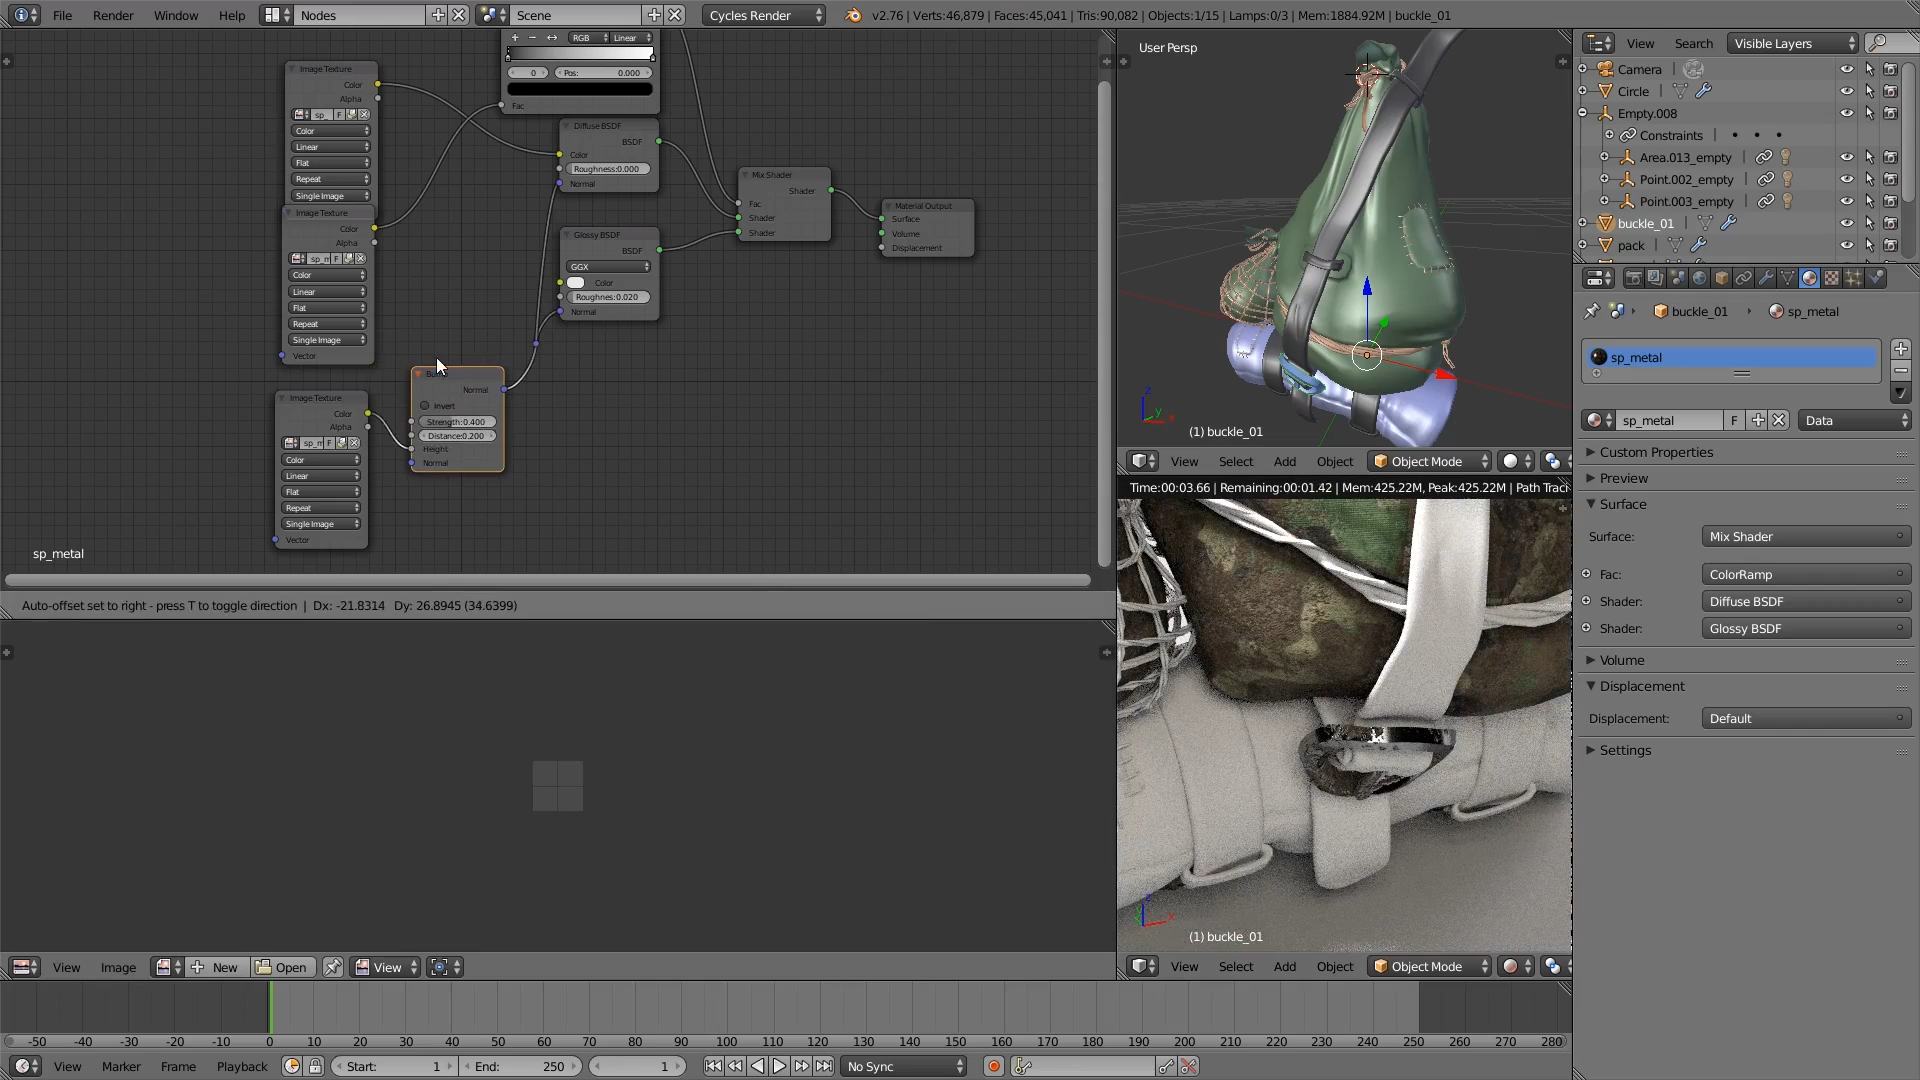 File Render Window Help Nodes Scene Cycles Render v2.76 | Verts:46,879 | Faces:45,041 | Tris:90,082 | Objects:1/15 | Lamps:0/3 | Mem:1884.92M | buckle_01
RGB Linear
0 Pos: 0.000
Fac
Image Texture
Color
Alpha
sp_ F
Color
Linear
Flat
Repeat
Single Image
Image Texture
Color
Alpha
sp_m F
Color
Linear
Flat
Repeat
Single Image
Vector
Image Texture
Color
Alpha
sp_m F
Color
Linear
Flat
Repeat
Single Image
Vector
Normal
Invert
Strength:0.400
Distance:0.200
Height
Normal
Diffuse BSDF
BSDF
Color
Roughness:0.000
Normal
Glossy BSDF
BSDF
GGX
Color
Roughnes:0.020
Normal
Mix Shader
Shader
Fac
Shader
Shader
Material Output
Surface
Volume
Displacement
sp_metal
Auto-offset set to right - press T to toggle direction | Dx: -21.8314 Dy: 26.8945 (34.6399)
View Image New Open View
User Persp
z
y
x
(1) buckle_01
View Select Add Object Object Mode
Time:00:03.66 | Remaining:00:01.42 | Mem:425.22M, Peak:425.22M | Path Traci
z
x
(1) buckle_01
View Select Add Object Object Mode
View Search Visible Layers
Camera
Circle
Empty.008
Constraints
Area.013_empty
Point.002_empty
Point.003_empty
buckle_01
pack
buckle_01 sp_metal
sp_metal
sp_metal F Data
Custom Properties
Preview
Surface
Surface: Mix Shader
Fac: ColorRamp
Shader: Diffuse BSDF
Shader: Glossy BSDF
Volume
Displacement
Displacement: Default
Settings
-50 -40 -30 -20 -10 0 10 20 30 40 50 60 70 80 90 100 110 120 130 140 150 160 170 180 190 200 210 220 230 240 250 260 270 280
View Marker Frame Playback Start: 1 End: 250 1 No Sync